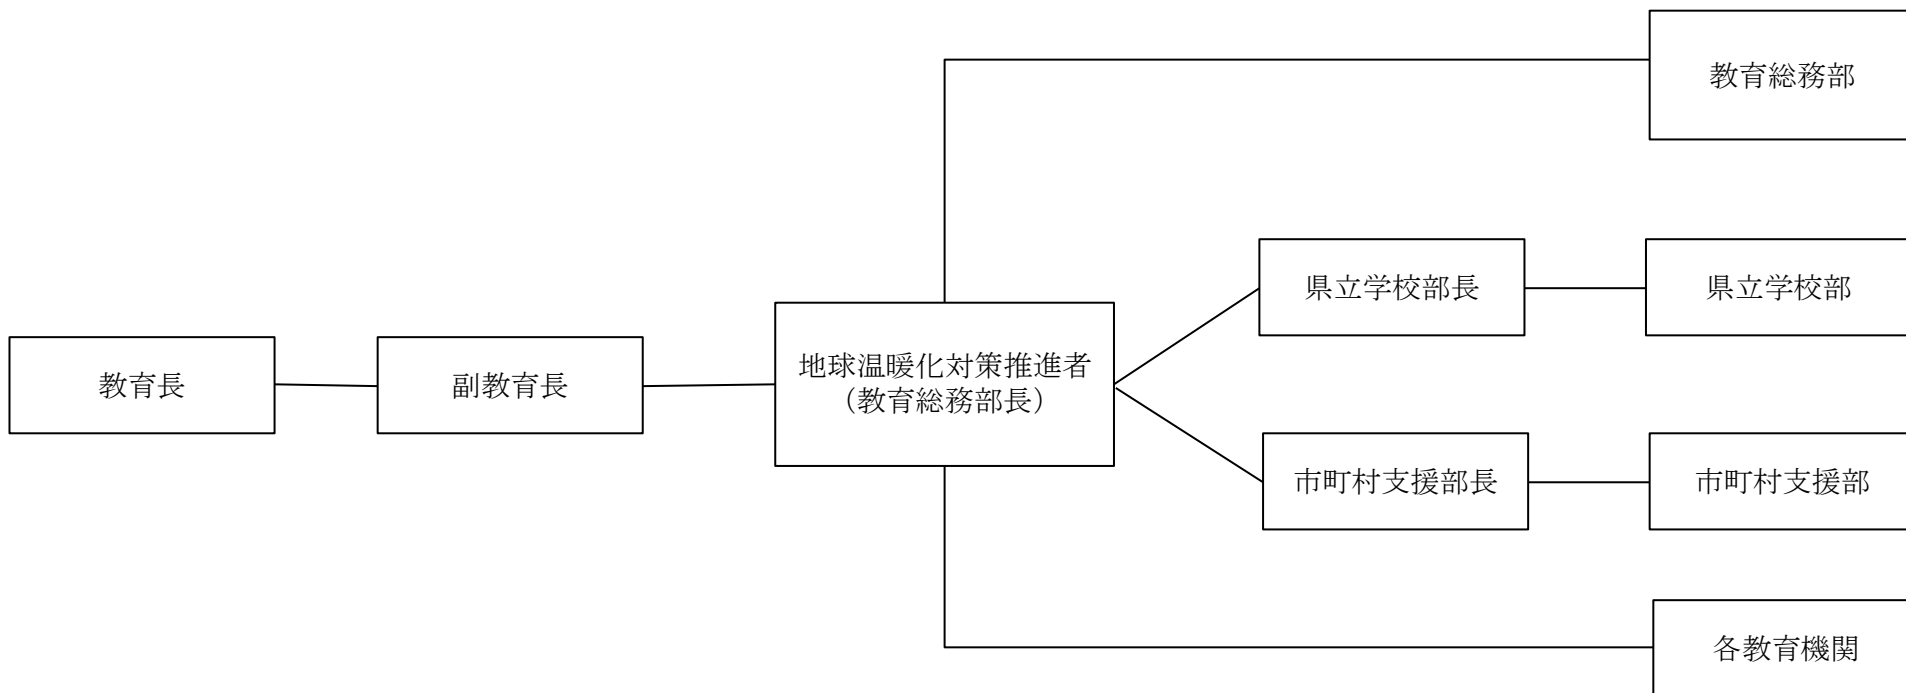 教育総務部
県立学校部長
県立学校部
教育長
副教育長
地球温暖化対策推進者
（教育総務部長）
市町村支援部長
市町村支援部
各教育機関